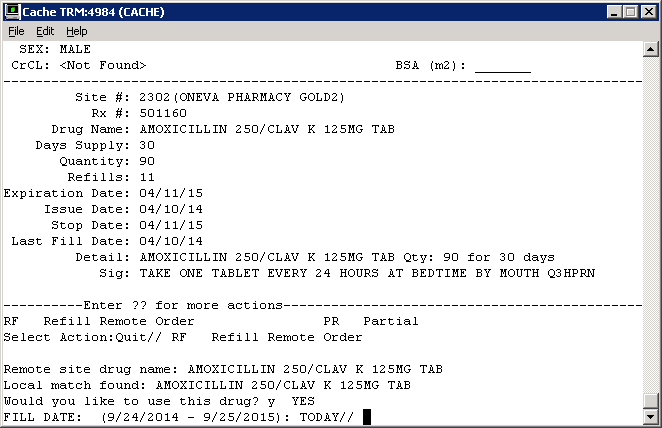 Cache TRM:4984 (CACHE)
File Edit Help
SEX: MALE
CrCL: <Not Found> BSA (m2): _______
--------------------------------------------------------------------------------
Site #: 2302(ONEVA PHARMACY GOLD2)
Rx #: 501160
Drug Name: AMOXICILLIN 250/CLAV K 125MG TAB
Days Supply: 30
Quantity: 90
Refills: 11
Expiration Date: 04/11/15
Issue Date: 04/10/14
Stop Date: 04/11/15
Last Fill Date: 04/10/14
Detail: AMOXICILLIN 250/CLAV K 125MG TAB Qty: 90 for 30 days
Sig: TAKE ONE TABLET EVERY 24 HOURS AT BEDTIME BY MOUTH Q3HPRN
----------Enter ?? for more actions---------------------------------------------
RF Refill Remote Order PR Partial
Select Action:Quit// RF Refill Remote Order
Remote site drug name: AMOXICILLIN 250/CLAV K 125MG TAB
Local match found: AMOXICILLIN 250/CLAV K 125MG TAB
Would you like to use this drug? y YES
FILL DATE: (9/24/2014 - 9/25/2015): TODAY//